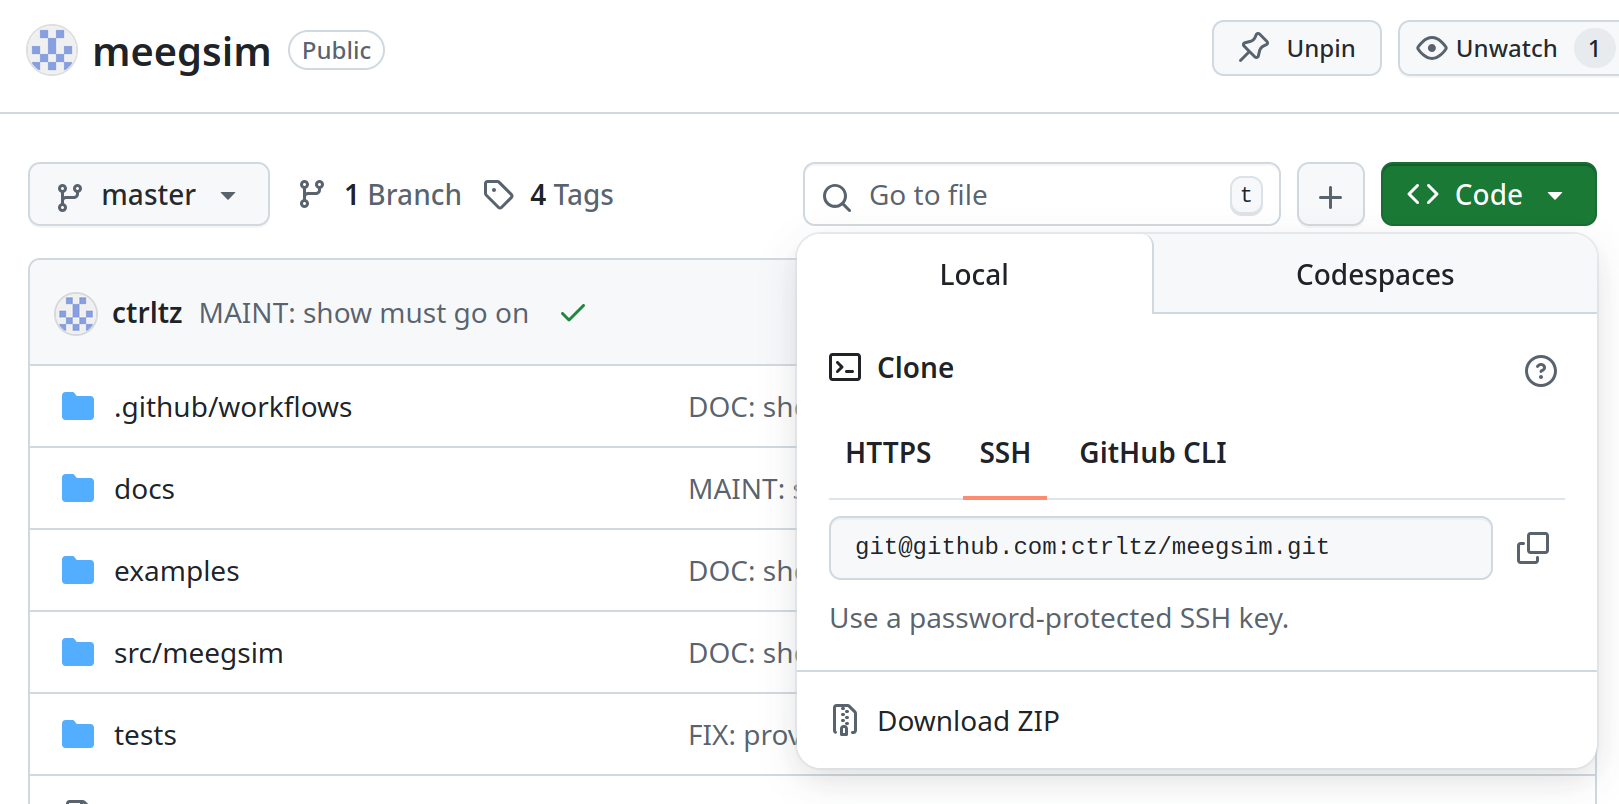 meegsim Public Unpin Unwatch 1
master 1 Branch 4 Tags Go to file t Code
Local Codespaces
ctrltz MAINT: show must go on
Clone
.github/workflows DOC: sh
HTTPS SSH GitHub CLI
docs MAINT:
git@github.com:ctrltz/meegsim.git
examples DOC: sh
Use a password-protected SSH key.
src/meegsim DOC: sh
Download ZIP
tests FIX: prov